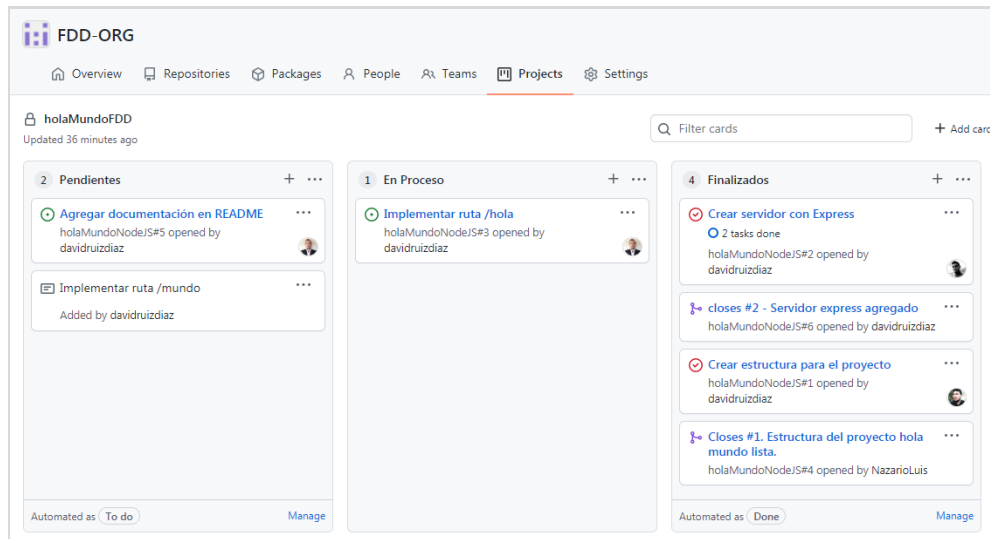 FDD-ORG
Overview Repositories Packages People Teams Projects Settings
holaMundoFDD
Updated 36 minutes ago
Filter cards
+ Add card
2 Pendientes
Agregar documentación en README
holaMundoNodeJS#5 opened by
davidruizdiaz
Implementar ruta /mundo
Added by davidruizdiaz
Automated as To do Manage
1 En Proceso
Implementar ruta /hola
holaMundoNodeJS#3 opened by
davidruizdiaz
4 Finalizados
Crear servidor con Express
2 tasks done
holaMundoNodeJS#2 opened by
davidruizdiaz
closes #2 - Servidor express agregado
holaMundoNodeJS#6 opened by davidruizdiaz
Crear estructura para el proyecto
holaMundoNodeJS#1 opened by
davidruizdiaz
Closes #1. Estructura del proyecto hola
mundo lista.
holaMundoNodeJS#4 opened by NazarioLuis
Automated as Done Manage